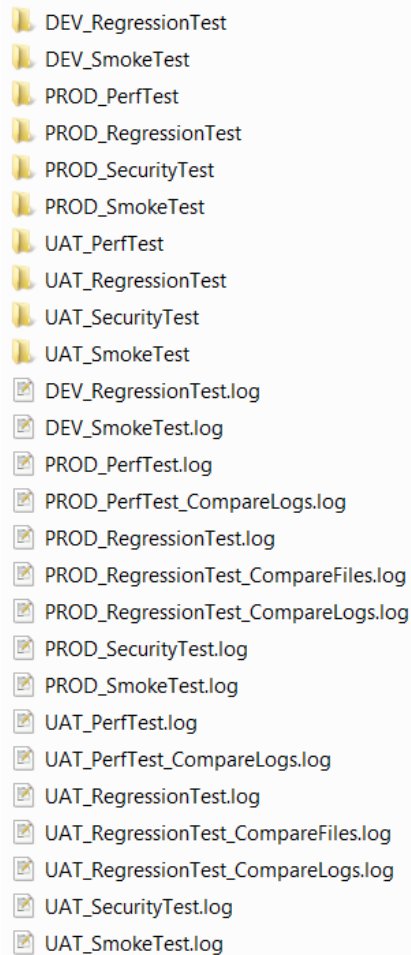 DEV_RegressionTest
DEV_SmokeTest
PROD_PerfTest
PROD_RegressionTest
PROD_SecurityTest
PROD_SmokeTest
UAT_PerfTest
UAT_RegressionTest
UAT_SecurityTest
UAT_SmokeTest
DEV_RegressionTest.log
DEV_SmokeTest.log
PROD_PerfTest.log
PROD_PerfTest_CompareLogs.log
PROD_RegressionTest.log
PROD_RegressionTest_CompareFiles.log
PROD_RegressionTest_CompareLogs.log
PROD_SecurityTest.log
PROD_SmokeTest.log
UAT_PerfTest.log
UAT_PerfTest_CompareLogs.log
UAT_RegressionTest.log
UAT_RegressionTest_CompareFiles.log
UAT_RegressionTest_CompareLogs.log
UAT_SecurityTest.log
UAT_SmokeTest.log